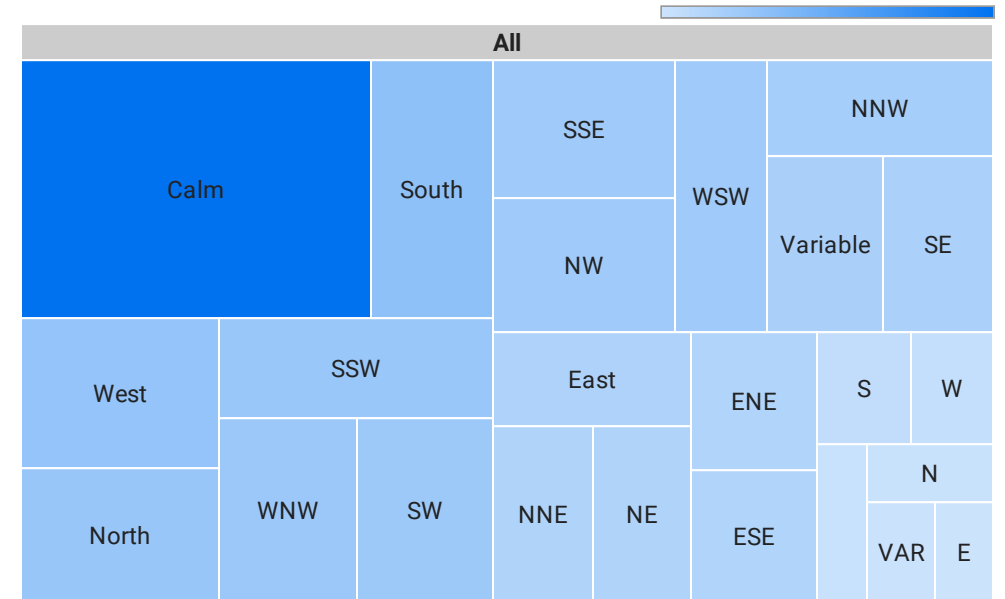 All
Calm
South
SSE
NW
WSW
NNW
Variable
SE
West
North
SSW
WNW
SW
East
NNE
NE
ENE
ESE
S
W
N
VAR
E